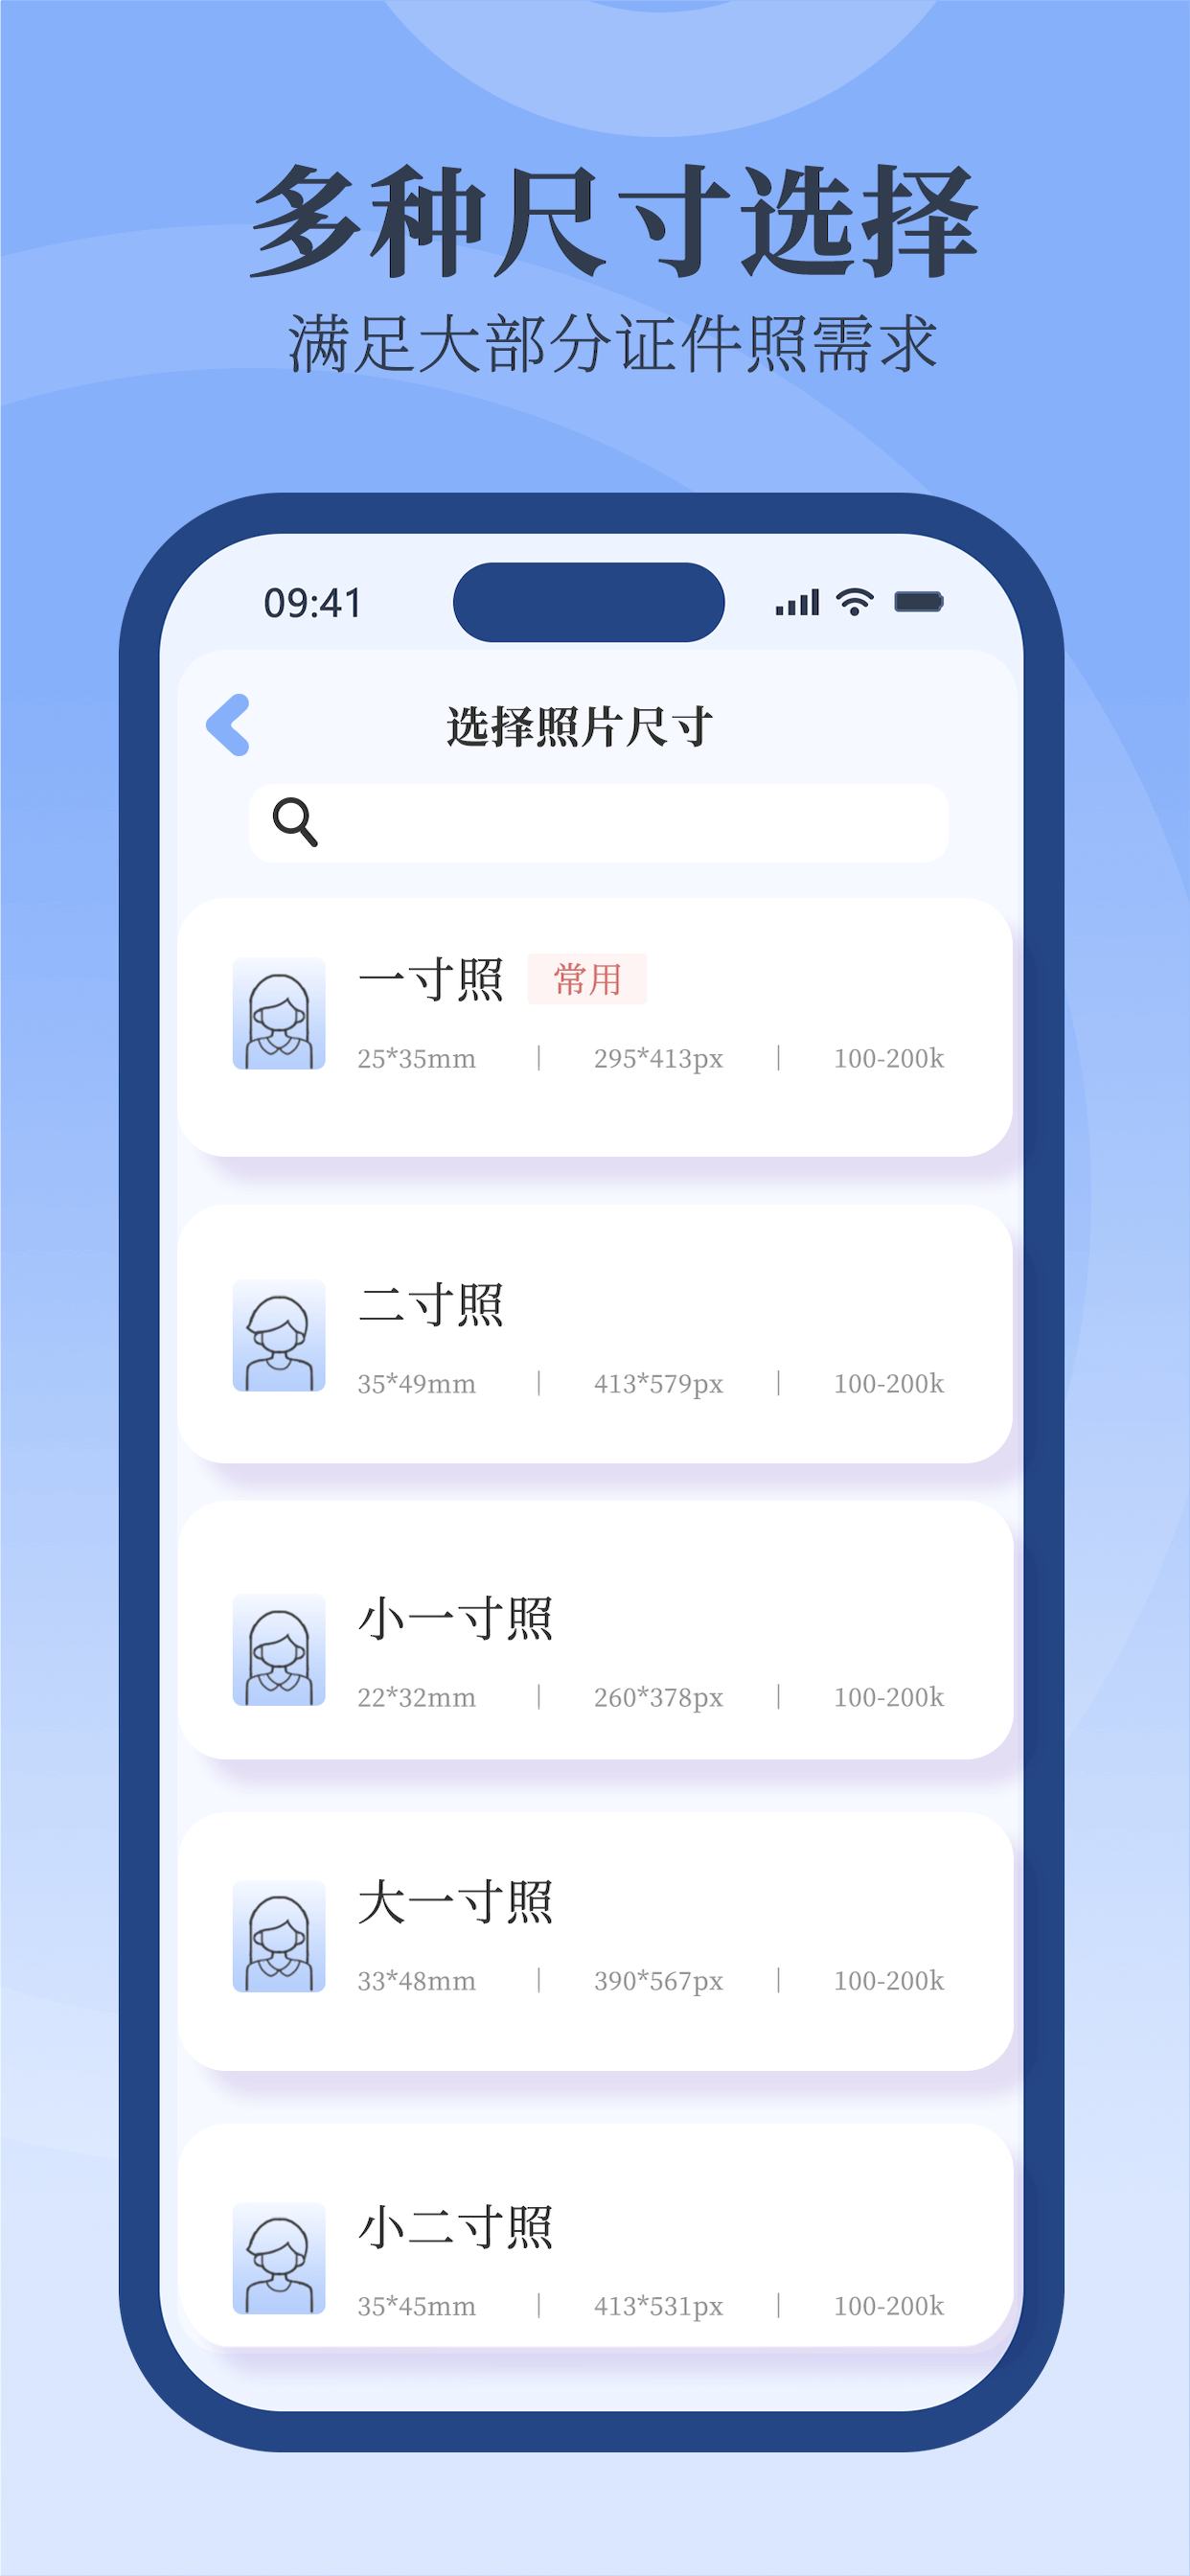 多种尺寸选择
满足大部分证件照需求
09:41
选择照片尺寸
一寸照 常用
25*35mm | 295*413px | 100-200k
二寸照
35*49mm | 413*579px | 100-200k
小一寸照
22*32mm | 260*378px | 100-200k
大一寸照
33*48mm | 390*567px | 100-200k
小二寸照
35*45mm | 413*531px | 100-200k